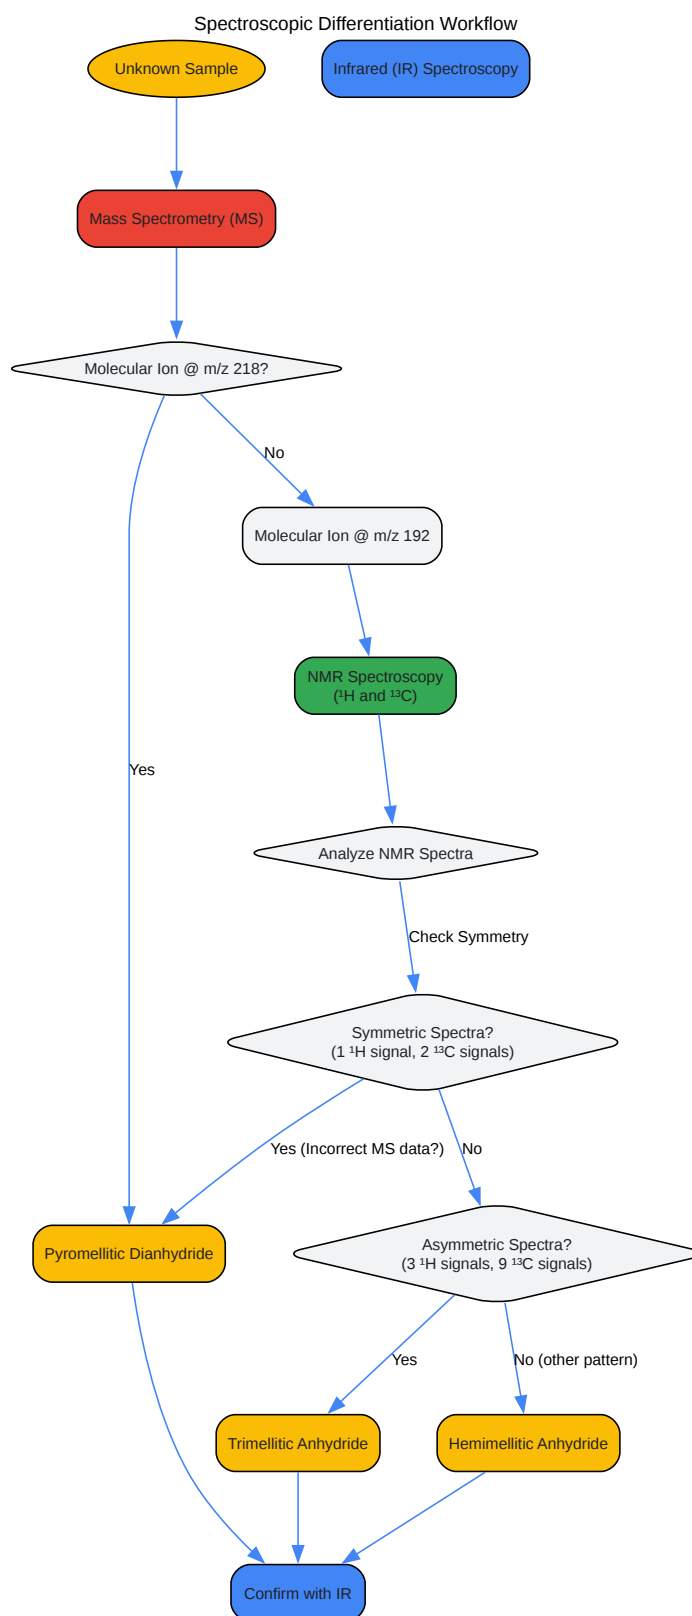 Spectroscopic Differentiation Workflow
Unknown Sample
Infrared (IR) Spectroscopy
Mass Spectrometry (MS)
Molecular Ion @ m/z 218?
No
Molecular Ion @ m/z 192
NMR Spectroscopy
(¹H and ¹³C)
Yes
Analyze NMR Spectra
Check Symmetry
Symmetric Spectra?
(1 ¹H signal, 2 ¹³C signals)
Yes (Incorrect MS data?)
No
Pyromellitic Dianhydride
Asymmetric Spectra?
(3 ¹H signals, 9 ¹³C signals)
Yes
No (other pattern)
Trimellitic Anhydride
Hemimellitic Anhydride
Confirm with IR